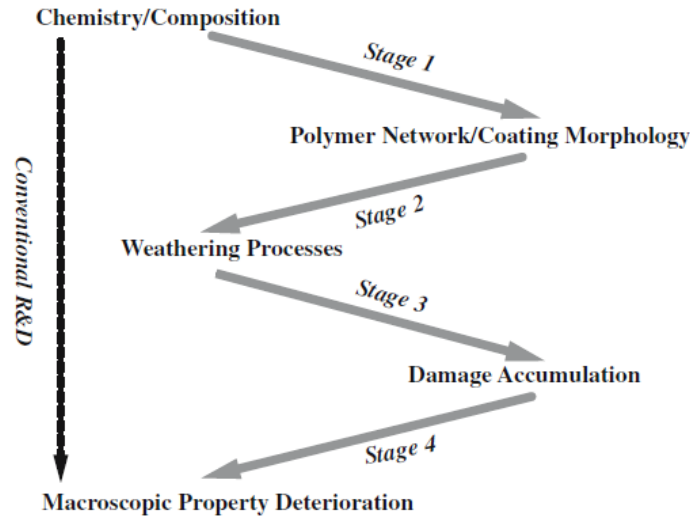 Chemistry/Composition
Stage 1
Polymer Network/Coating Morphology
Stage 2
Weathering Processes
Conventional R&D
Stage 3
Damage Accumulation
Stage 4
Macroscopic Property Deterioration